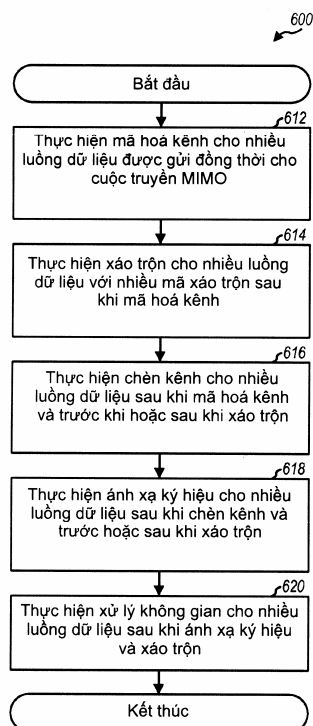 600
Bắt đầu
612
Thực hiện mã hoá kênh cho nhiều
luồng dữ liệu được gửi đồng thời cho
cuộc truyền MIMO
614
Thực hiện xáo trộn cho nhiều luồng
dữ liệu với nhiều mã xáo trộn sau
khi mã hoá kênh
616
Thực hiện chèn kênh cho nhiều
luồng dữ liệu sau khi mã hoá kênh
và trước khi hoặc sau khi xáo trộn
618
Thực hiện ánh xạ ký hiệu cho nhiều
luồng dữ liệu sau khi chèn kênh và
trước hoặc sau khi xáo trộn
620
Thực hiện xử lý không gian cho nhiều
luồng dữ liệu sau khi ánh xạ ký hiệu
và xáo trộn
Kết thúc